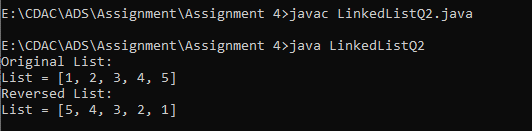 E:\CDAC\ADS\Assignment\Assignment 4>javac LinkedListQ2.java
E:\CDAC\ADS\Assignment\Assignment 4>java LinkedListQ2
Original List:
List = [1, 2, 3, 4, 5]
Reversed List:
List = [5, 4, 3, 2, 1]